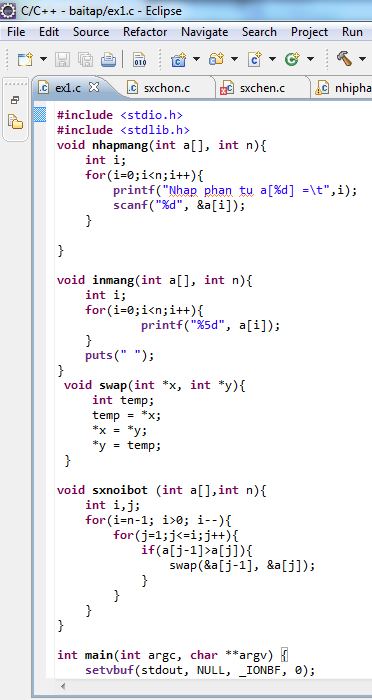 C/C++ - baitap/ex1.c - Eclipse
File Edit Source Refactor Navigate Search Project Run
010
ex1.c sxchon.c sxchen.c nhipha
#include <stdio.h>
#include <stdlib.h>
void nhapmang(int a[], int n){
    int i;
    for(i=0;i<n;i++){
        printf("Nhap phan tu a[%d] =\t",i);
        scanf("%d", &a[i]);
    }
}
void inmang(int a[], int n){
    int i;
    for(i=0;i<n;i++){
            printf("%5d", a[i]);
    }
    puts(" ");
}
 void swap(int *x, int *y){
     int temp;
     temp = *x;
     *x = *y;
     *y = temp;
 }
void sxnoibot (int a[],int n){
    int i,j;
    for(i=n-1; i>0; i--){
        for(j=1;j<=i;j++){
            if(a[j-1]>a[j]){
                swap(&a[j-1], &a[j]);
            }
        }
    }
}
int main(int argc, char **argv) {
    setvbuf(stdout, NULL, _IONBF, 0);